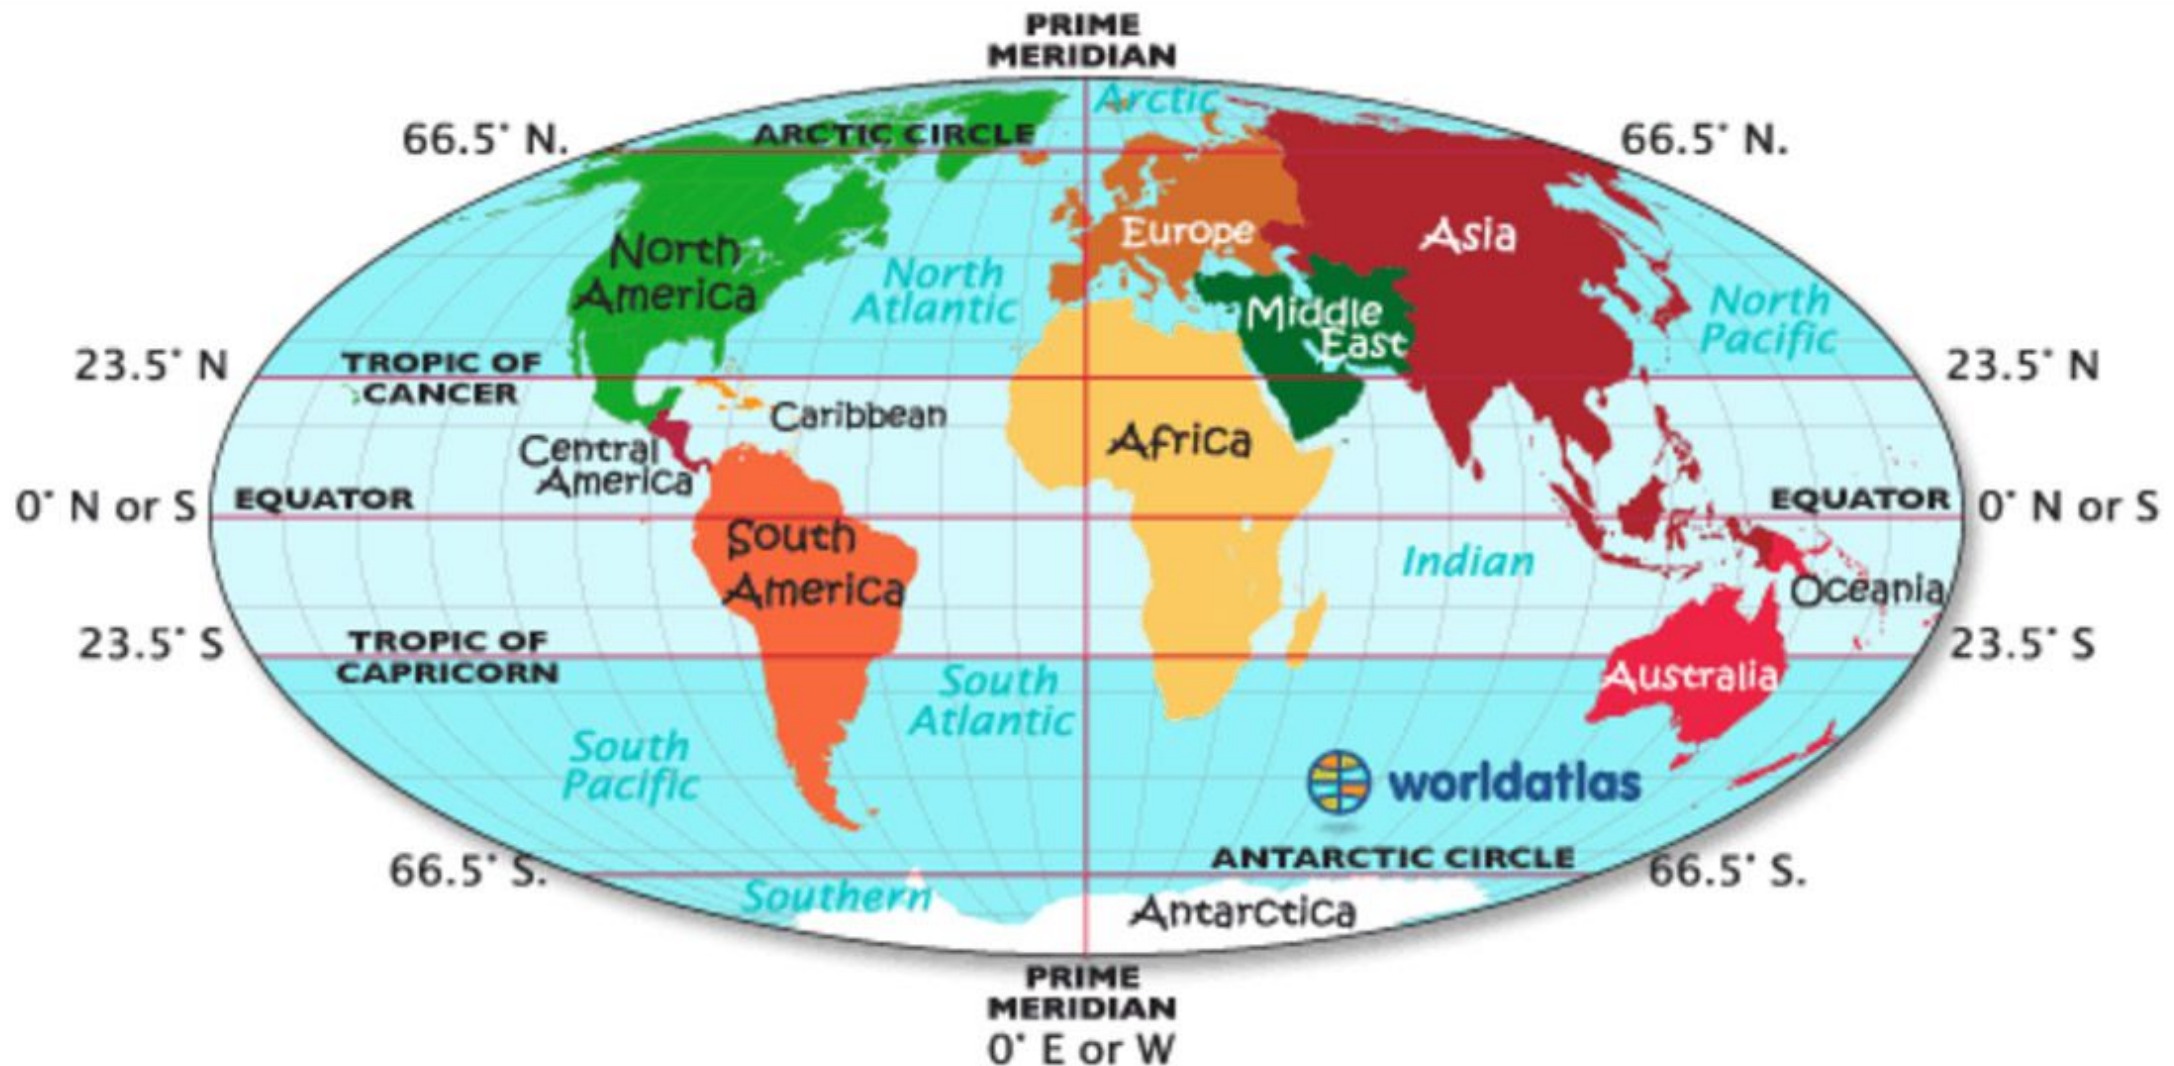 PRIME
MERIDIAN
Arctic
66.5° N.
ARCTIC CIRCLE
66.5° N.
North
America
North
Atlantic
Europe
Asia
Middle
East
North
Pacific
23.5° N
TROPIC OF
CANCER
23.5° N
Caribbean
Central
America
Africa
0° N or S
EQUATOR
EQUATOR
0° N or S
South
America
Indian
Oceania
23.5° S
TROPIC OF
CAPRICORN
23.5° S
Australia
South
Atlantic
South
Pacific
worldatlas
66.5° S.
ANTARCTIC CIRCLE
66.5° S.
Southern
Antarctica
PRIME
MERIDIAN
0° E or W